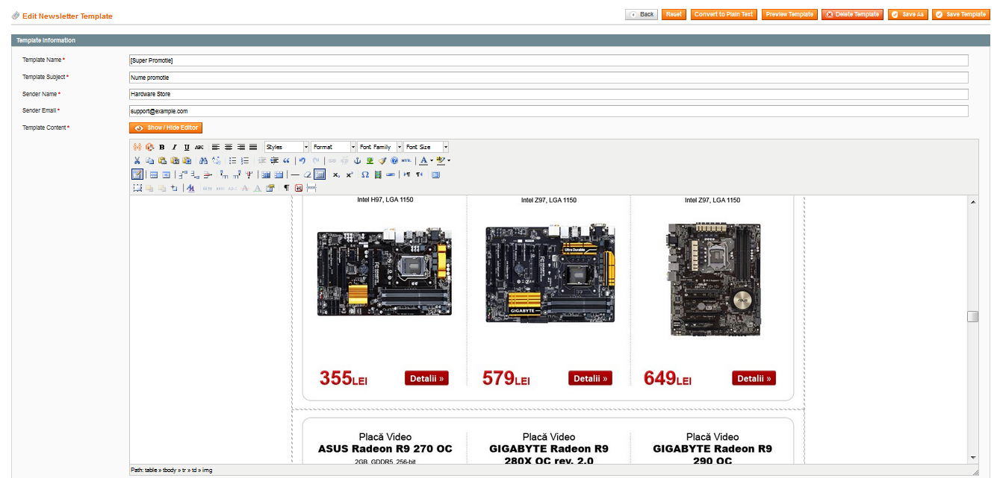 Edit Newsletter Template
Back Reset Convert to Plain Text Preview Template Delete Template Save As Save Template
Template Information
Template Name * [Super Promotie]
Template Subject * Nume promotie
Sender Name * Hardware Store
Sender Email * support@example.com
Template Content * Show / Hide Editor
B I U ABC Styles Format Font Family Font Size
HTML A
Intel H97, LGA 1150 Intel Z97, LGA 1150 Intel Z97, LGA 1150
Ultra Durable
GIGABYTE
355LEI Detalii » 579LEI Detalii » 649LEI Detalii »
Placă Video Placă Video Placă Video
ASUS Radeon R9 270 OC GIGABYTE Radeon R9 GIGABYTE Radeon R9
280X OC rev. 2.0 290 OC
2GB, GDDR5, 256-bit
Path: table » tbody » tr » td » img